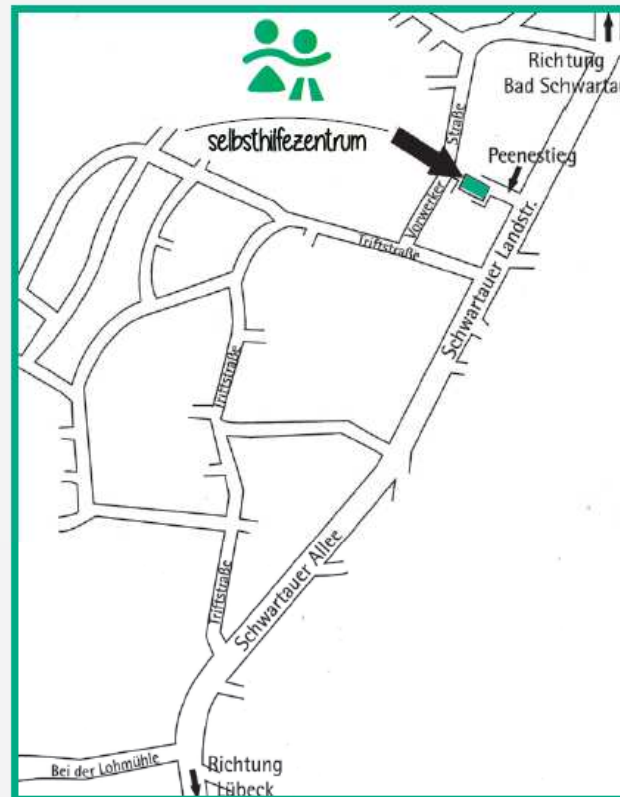 Richtung
Bad Schwartau
selbsthilfezentrum
Straße
Peenestieg
Vorwerker
Triftstraße
Schwartauer Landstr.
Triftstraße
Schwartauer Allee
Triftstraße
Bei der Lohmühle
Richtung
Lübeck